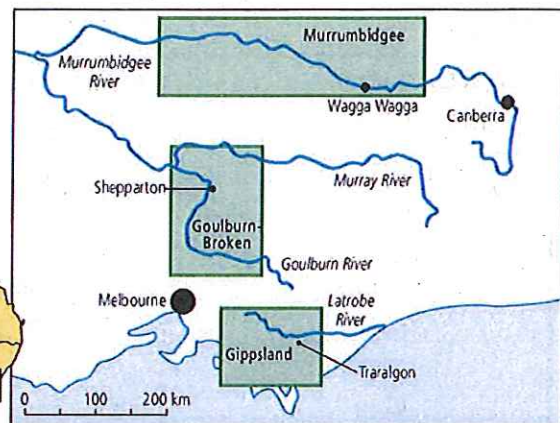 Murrumbidgee
Murrumbidgee
River
Wagga Wagga
Canberra
Shepparton
Murray River
Goulburn-
Broken
Goulburn River
Melbourne
Latrobe
River
Gippsland
Traralgon
0 100 200 km